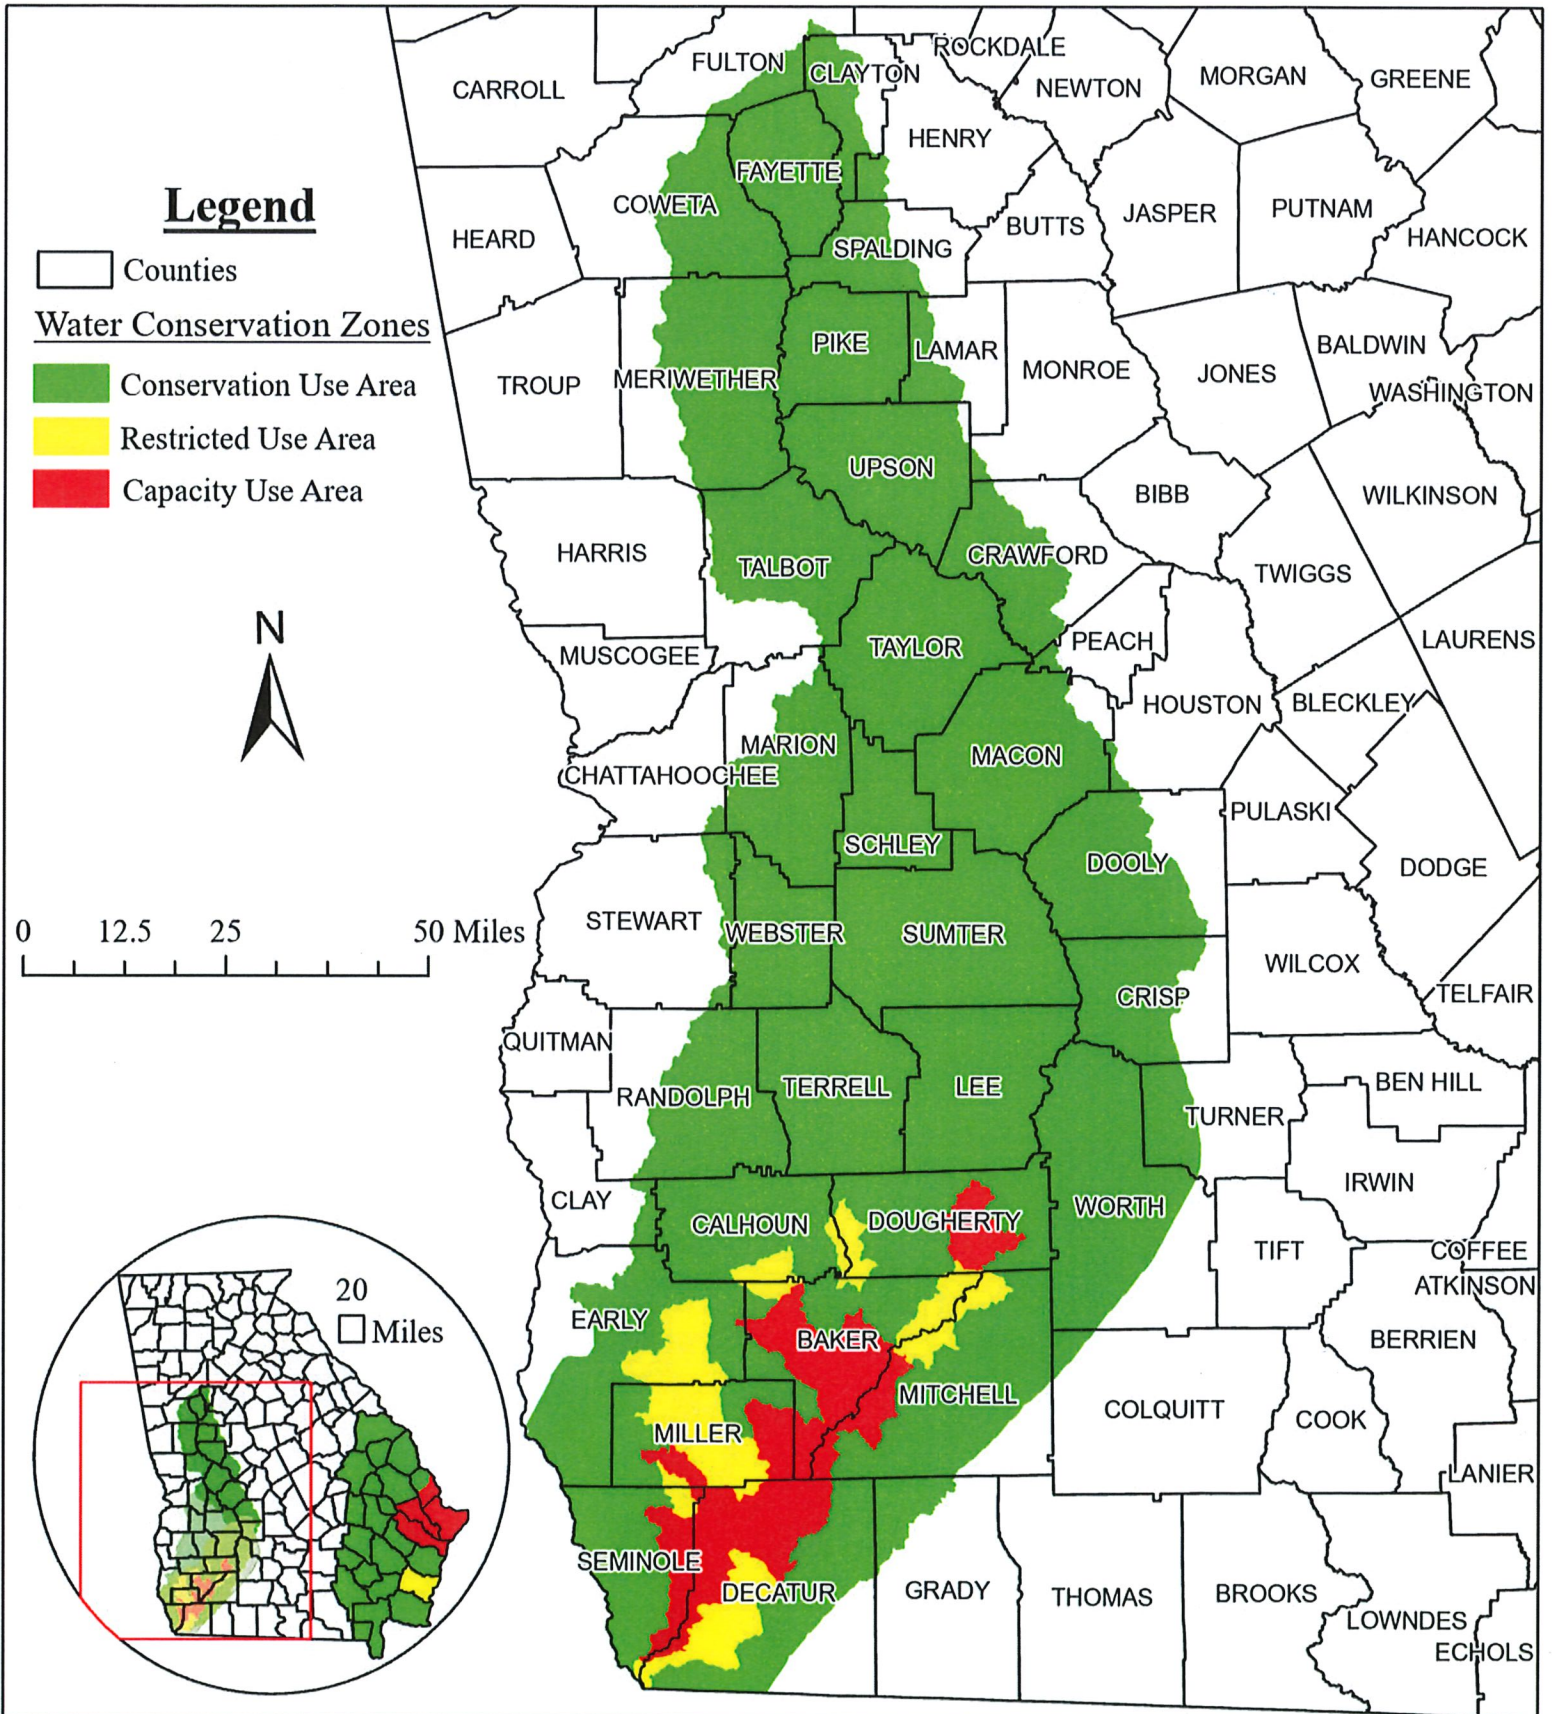 FULTON
CLAYTON
ROCKDALE
CARROLL
NEWTON
MORGAN
GREENE
HENRY
FAYETTE
COWETA
Legend
HEARD
SPALDING
BUTTS
JASPER
PUTNAM
HANCOCK
Counties
Water Conservation Zones
Conservation Use Area
Restricted Use Area
Capacity Use Area
PIKE
LAMAR
MONROE
JONES
BALDWIN
WASHINGTON
TROUP
MERIWETHER
UPSON
BIBB
WILKINSON
HARRIS
TALBOT
CRAWFORD
TWIGGS
N
MUSCOGEE
TAYLOR
PEACH
LAURENS
HOUSTON
BLECKLEY
MARION
CHATTAHOOCHEE
MACON
PULASKI
SCHLEY
DOOLY
DODGE
0 12.5 25 50 Miles
STEWART
WEBSTER
SUMTER
WILCOX
CRISP
TELFAIR
QUITMAN
RANDOLPH
TERRELL
LEE
TURNER
BEN HILL
CLAY
CALHOUN
DOUGHERTY
WORTH
IRWIN
TIFT
COFFEE
ATKINSON
20
Miles
EARLY
BAKER
MITCHELL
BERRIEN
COLQUITT
COOK
MILLER
LANIER
SEMINOLE
DECATUR
GRADY
THOMAS
BROOKS
LOWNDES
ECHOLS